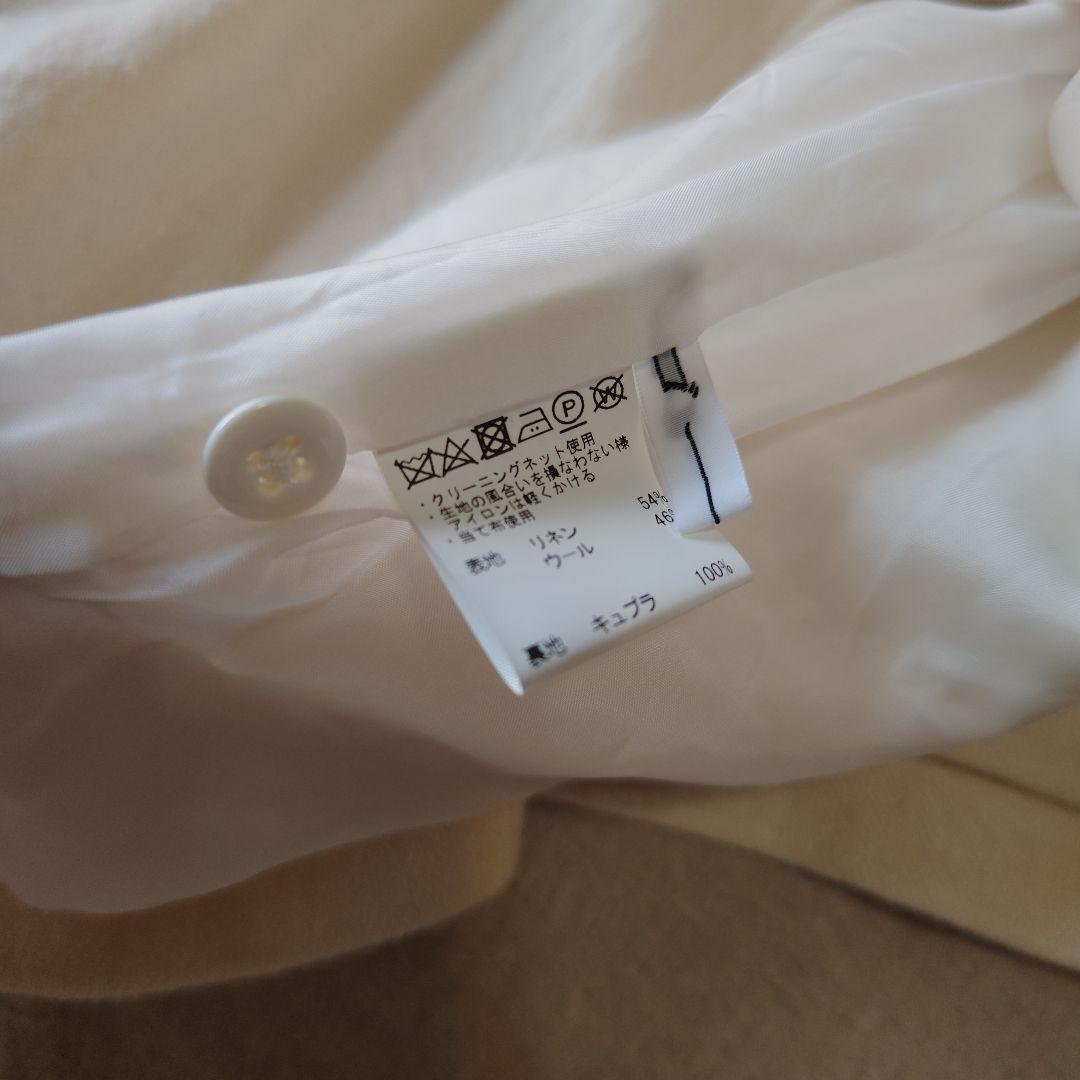 P W
・クリーニングネット使用
・生地の風合いを損なわない様
アイロンは軽くかける
・当て布使用
表地 リネン 54%
ウール 46%
裏地 キュプラ 100%